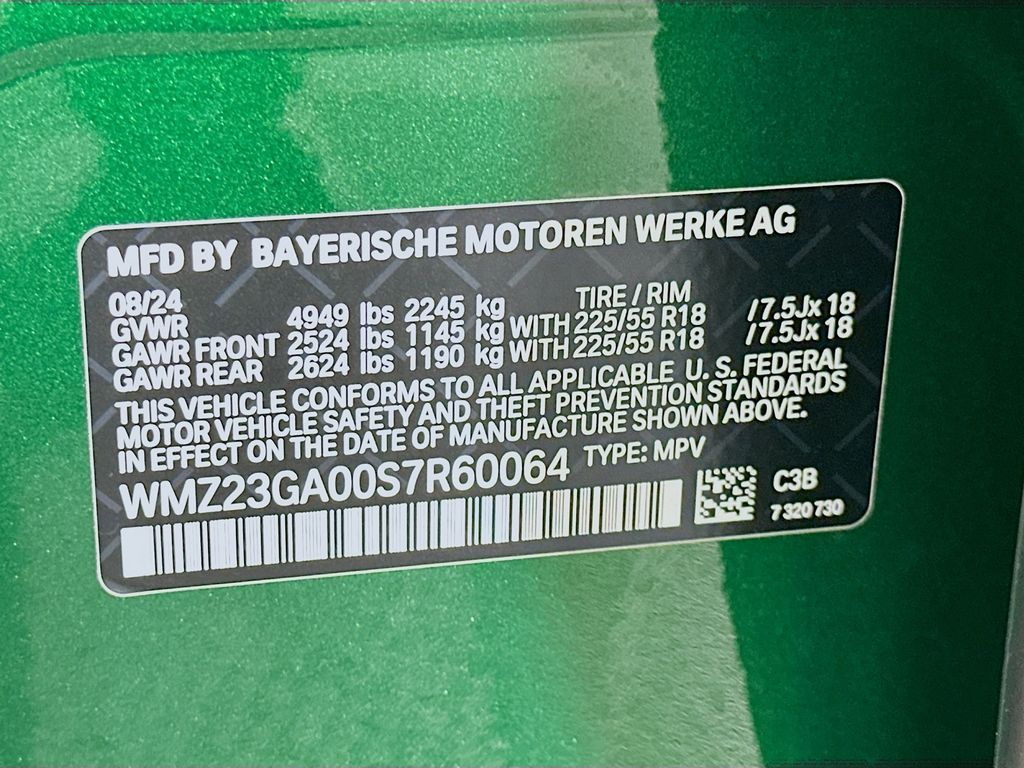 MFD BY BAYERISCHE MOTOREN WERKE AG
08/24 TIRE / RIM
GVWR 4949 lbs 2245 kg
GAWR FRONT 2524 lbs 1145 kg WITH 225/55 R18 /7.5Jx 18
GAWR REAR 2624 lbs 1190 kg WITH 225/55 R18 /7.5Jx 18
THIS VEHICLE CONFORMS TO ALL APPLICABLE U. S. FEDERAL
MOTOR VEHICLE SAFETY AND THEFT PREVENTION STANDARDS
IN EFFECT ON THE DATE OF MANUFACTURE SHOWN ABOVE.
WMZ23GA00S7R60064 TYPE: MPV
C3B
7 320 730